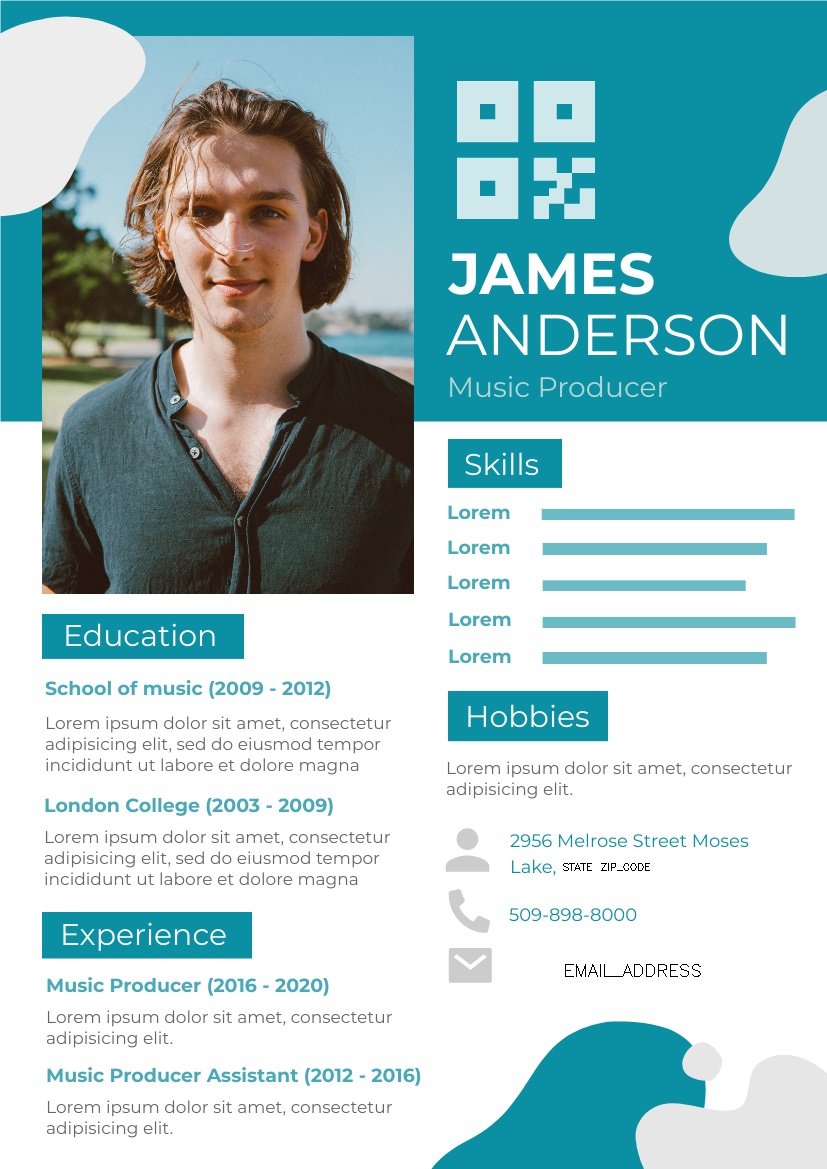 JAMES
ANDERSON
Music Producer
Skills
Lorem
Lorem
Lorem
Lorem
Lorem
Education
School of music (2009 - 2012)
Lorem ipsum dolor sit amet, consectetur
adipisicing elit, sed do eiusmod tempor
incididunt ut labore et dolore magna
London College (2003 - 2009)
Lorem ipsum dolor sit amet, consectetur
adipisicing elit, sed do eiusmod tempor
incididunt ut labore et dolore magna
Experience
Music Producer (2016 - 2020)
Lorem ipsum dolor sit amet, consectetur
adipisicing elit.
Music Producer Assistant (2012 - 2016)
Lorem ipsum dolor sit amet, consectetur
adipisicing elit.
Hobbies
Lorem ipsum dolor sit amet, consectetur
adipisicing elit.
2956 Melrose Street Moses
Lake, STATE ZIP_CODE
509-898-8000
EMAIL_ADDRESS